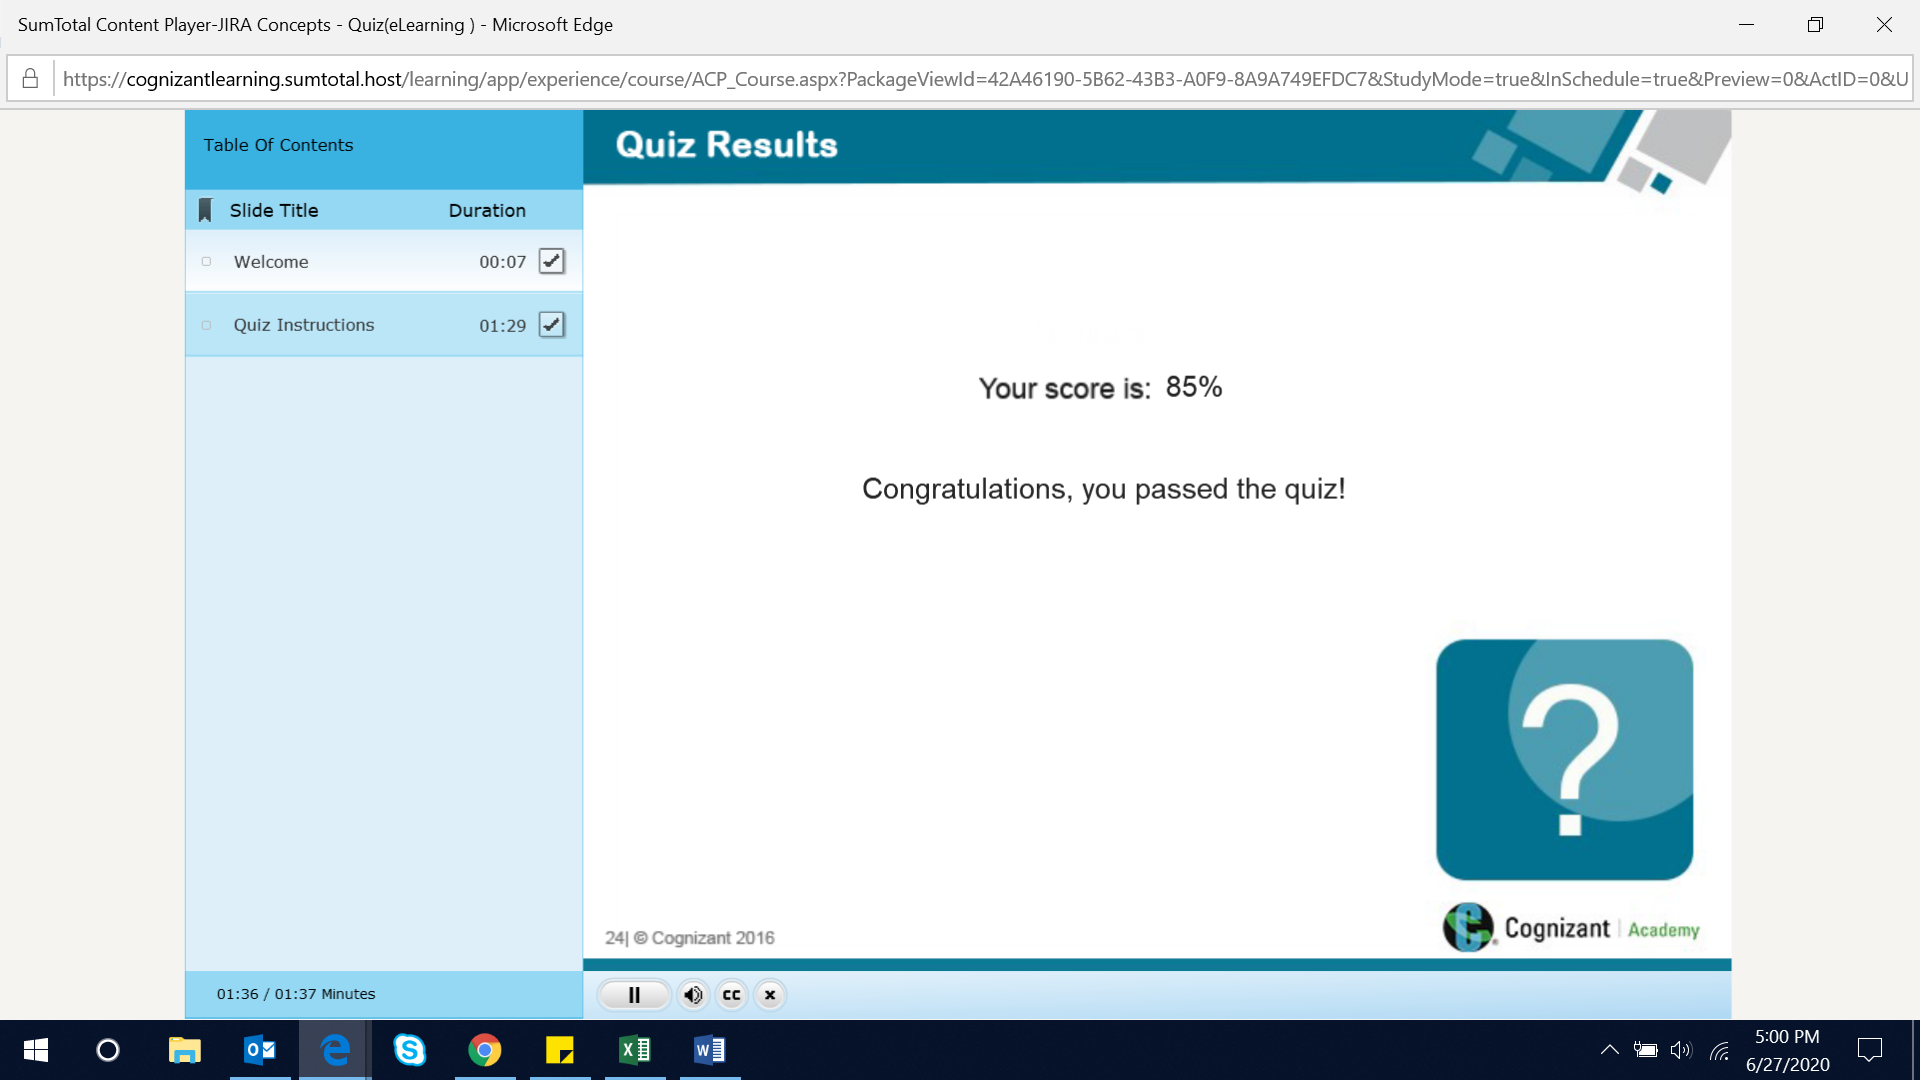 SumTotal Content Player-JIRA Concepts - Quiz(eLearning ) - Microsoft Edge
https://cognizantlearning.sumtotal.host/learning/app/experience/course/ACP_Course.aspx?PackageViewId=42A46190-5B62-43B3-A0F9-8A9A749EFDC7&StudyMode=true&InSchedule=true&Preview=0&ActID=0&U
Table Of Contents
Slide Title Duration
Welcome 00:07
Quiz Instructions 01:29
01:36 / 01:37 Minutes
Quiz Results
Your score is: 85%
Congratulations, you passed the quiz!
?
24| © Cognizant 2016
Cognizant | Academy
CC
5:00 PM
6/27/2020